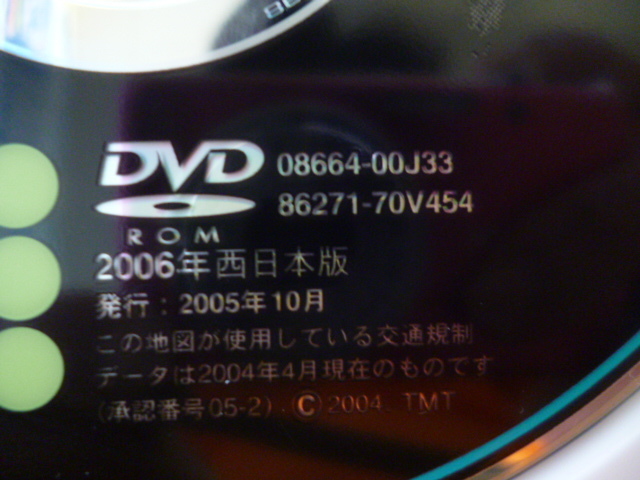 DVD 08664-00J33
ROM 86271-70V454
2006年西日本版
発行：2005年10月
この地図が使用している交通規制
データは2004年4月現在のものです
(承認番号05-2). ©2004 TMT